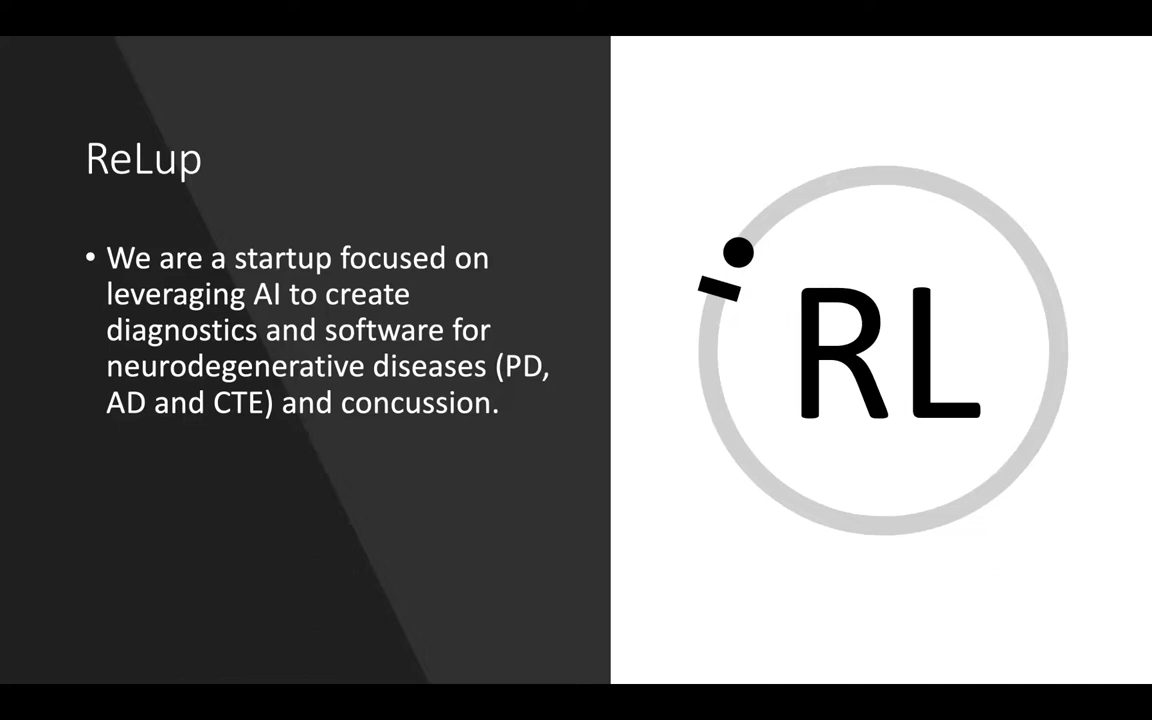 ReLup
• We are a startup focused on
leveraging AI to create
diagnostics and software for
neurodegenerative diseases (PD,
AD and CTE) and concussion.
RL